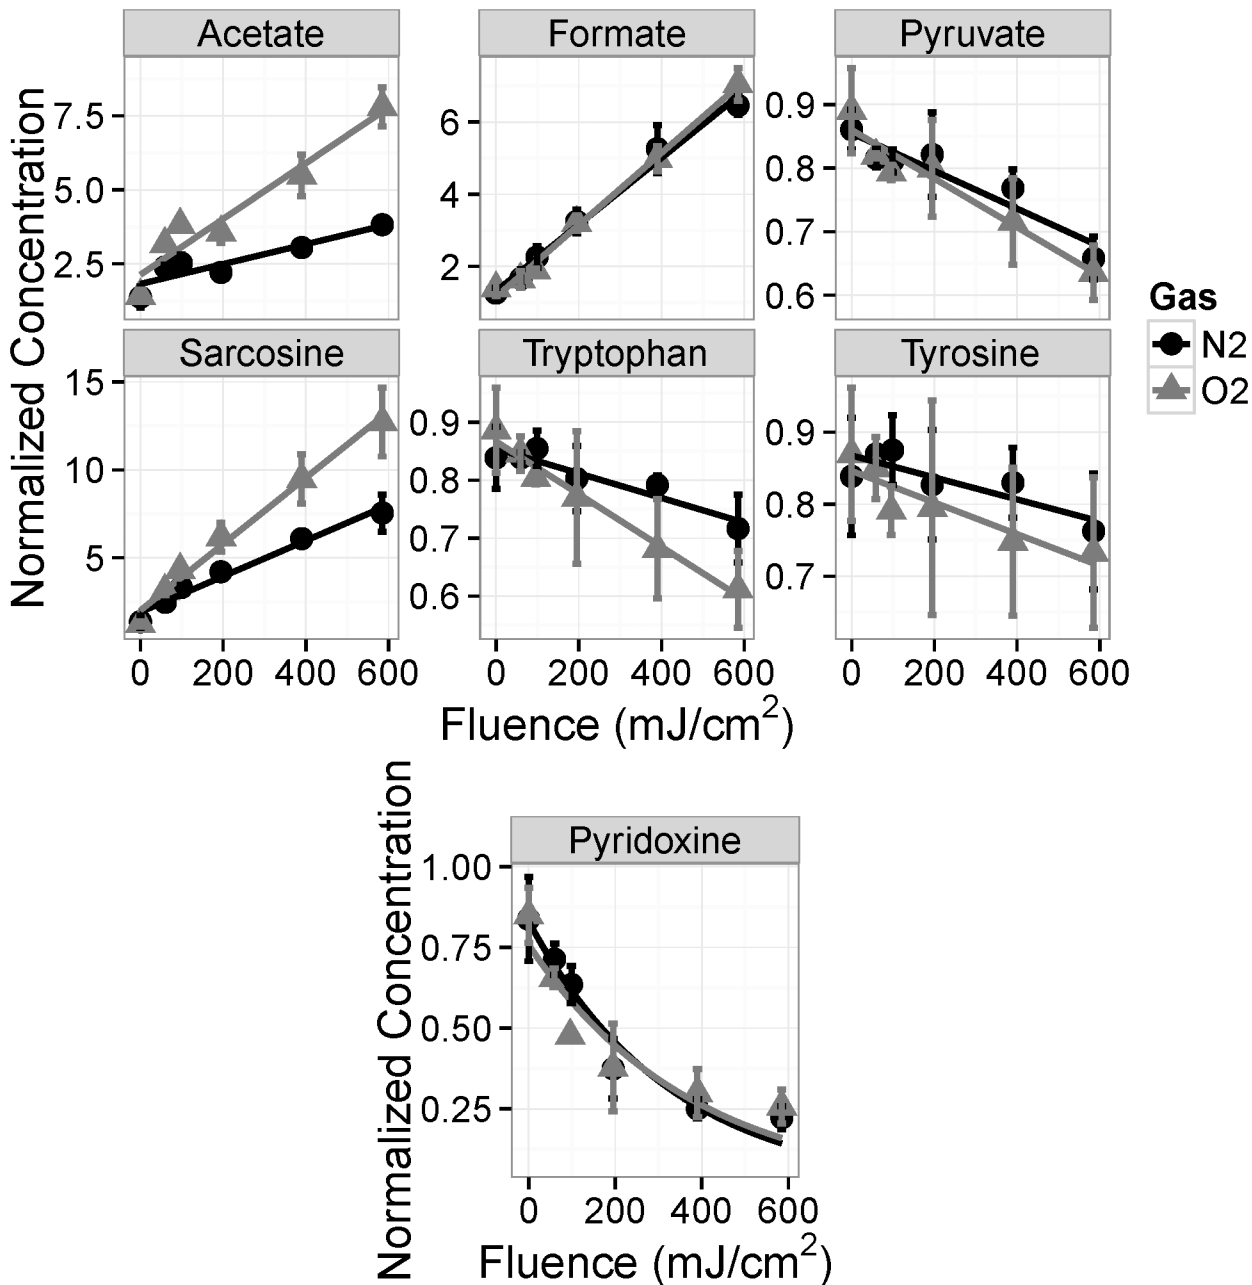 Acetate Formate Pyruvate
Normalized Concentration
7.5
5.0
2.5
6
4
2
0.9
0.8
0.7
0.6
Gas
N2
O2
Sarcosine Tryptophan Tyrosine
15
10
5
0.9
0.8
0.7
0.6
0.9
0.8
0.7
0 200 400 600 0 200 400 600 0 200 400 600
Fluence (mJ/cm²)
Pyridoxine
Normalized Concentration
1.00
0.75
0.50
0.25
0 200 400 600
Fluence (mJ/cm²)